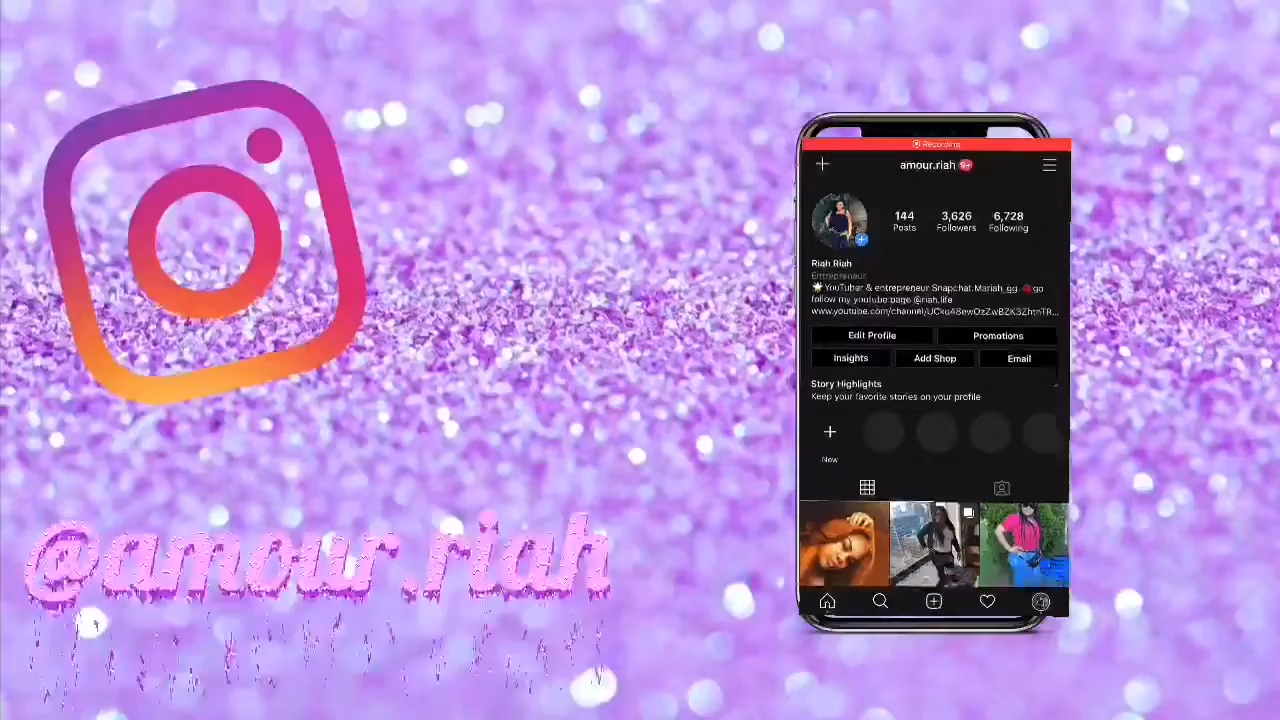 Recording
amour.riah 9+
144 3,626 6,728
Posts Followers Following
Riah Riah
Entrepreneur
YouTuber & entrepreneur Snapchat:Mariah_gg_ go
follow my youtube page @riah.life
Edit Profile Promotions
Insights Add Shop Email
Story Highlights
Keep your favorite stories on your profile
New
@amour.riah